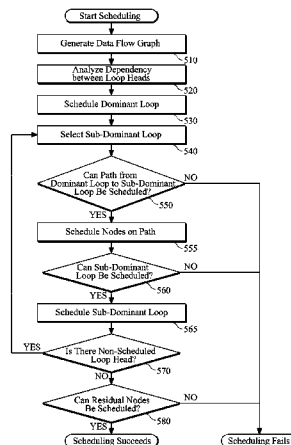 Start Scheduling
Generate Data Flow Graph
510
Analyze Dependency
between Loop Heads
520
Schedule Dominant Loop
530
Select Sub-Dominant Loop
540
Can Path from
Dominant Loop to Sub-Dominant
Loop Be Scheduled?
NO
550
YES
Schedule Nodes on Path
555
Can Sub-Dominant
Loop Be Scheduled?
NO
560
YES
Schedule Sub-Dominant Loop
565
YES
Is There Non-Scheduled
Loop Head?
570
NO
Can Residual Nodes
Be Scheduled?
NO
580
YES
Scheduling Succeeds
Scheduling Fails